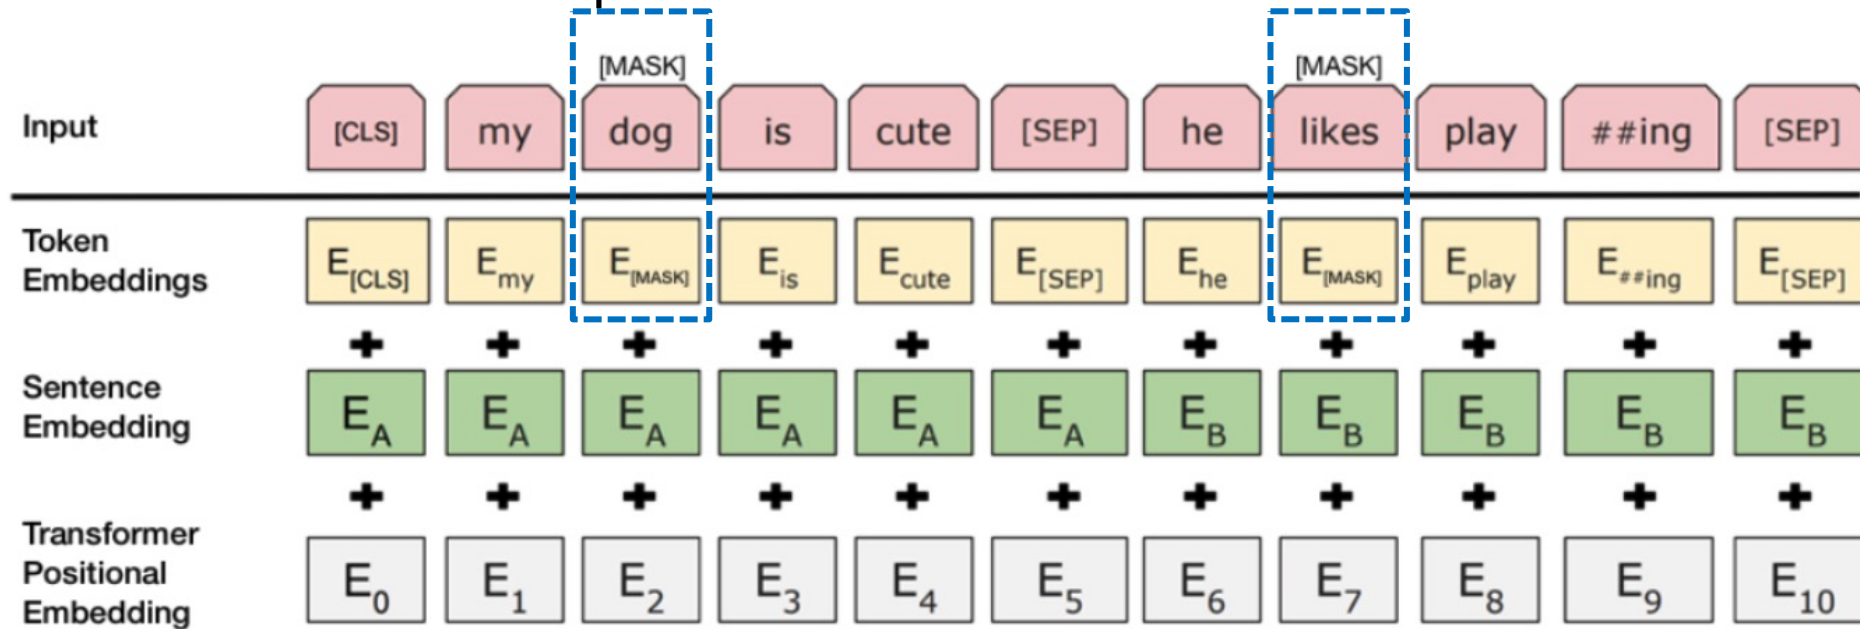 [MASK] [MASK]
Input [CLS] my dog is cute [SEP] he likes play ##ing [SEP]
Token
Embeddings E[CLS] Emy E[MASK] Eis Ecute E[SEP] Ehe E[MASK] Eplay E##ing E[SEP]
+ + + + + + + + + + +
Sentence
Embedding EA EA EA EA EA EA EB EB EB EB EB
+ + + + + + + + + + +
Transformer
Positional
Embedding E0 E1 E2 E3 E4 E5 E6 E7 E8 E9 E10